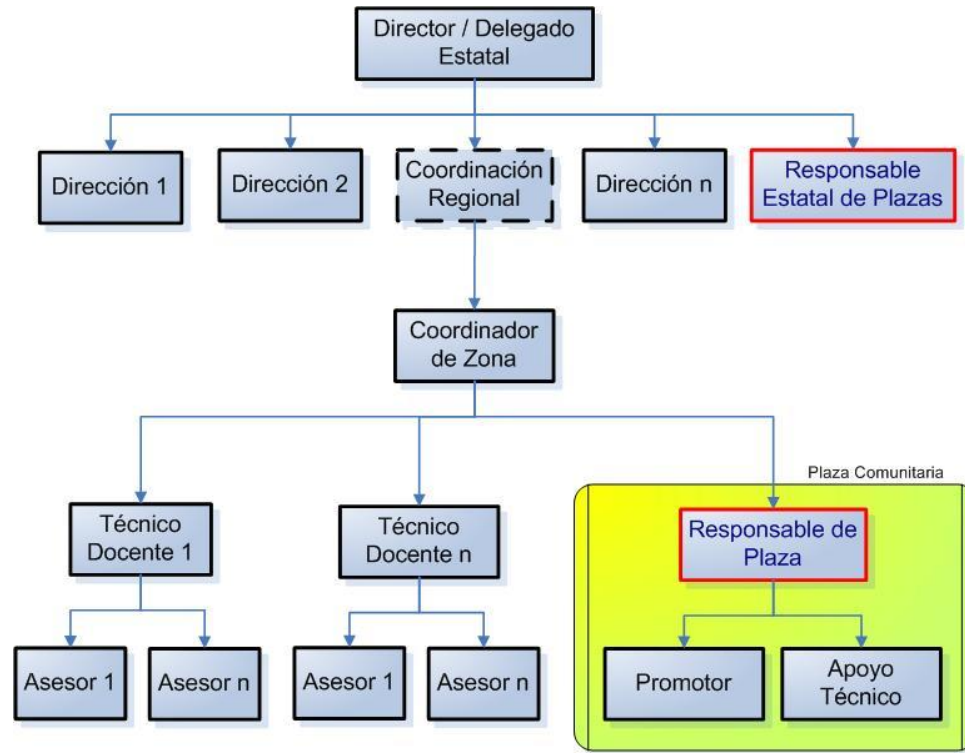 Director / Delegado
Estatal
Dirección 1
Dirección 2
Coordinación
Regional
Dirección n
Responsable
Estatal de Plazas
Coordinador
de Zona
Plaza Comunitaria
Técnico
Docente 1
Técnico
Docente n
Responsable de
Plaza
Asesor 1
Asesor n
Asesor 1
Asesor n
Promotor
Apoyo
Técnico